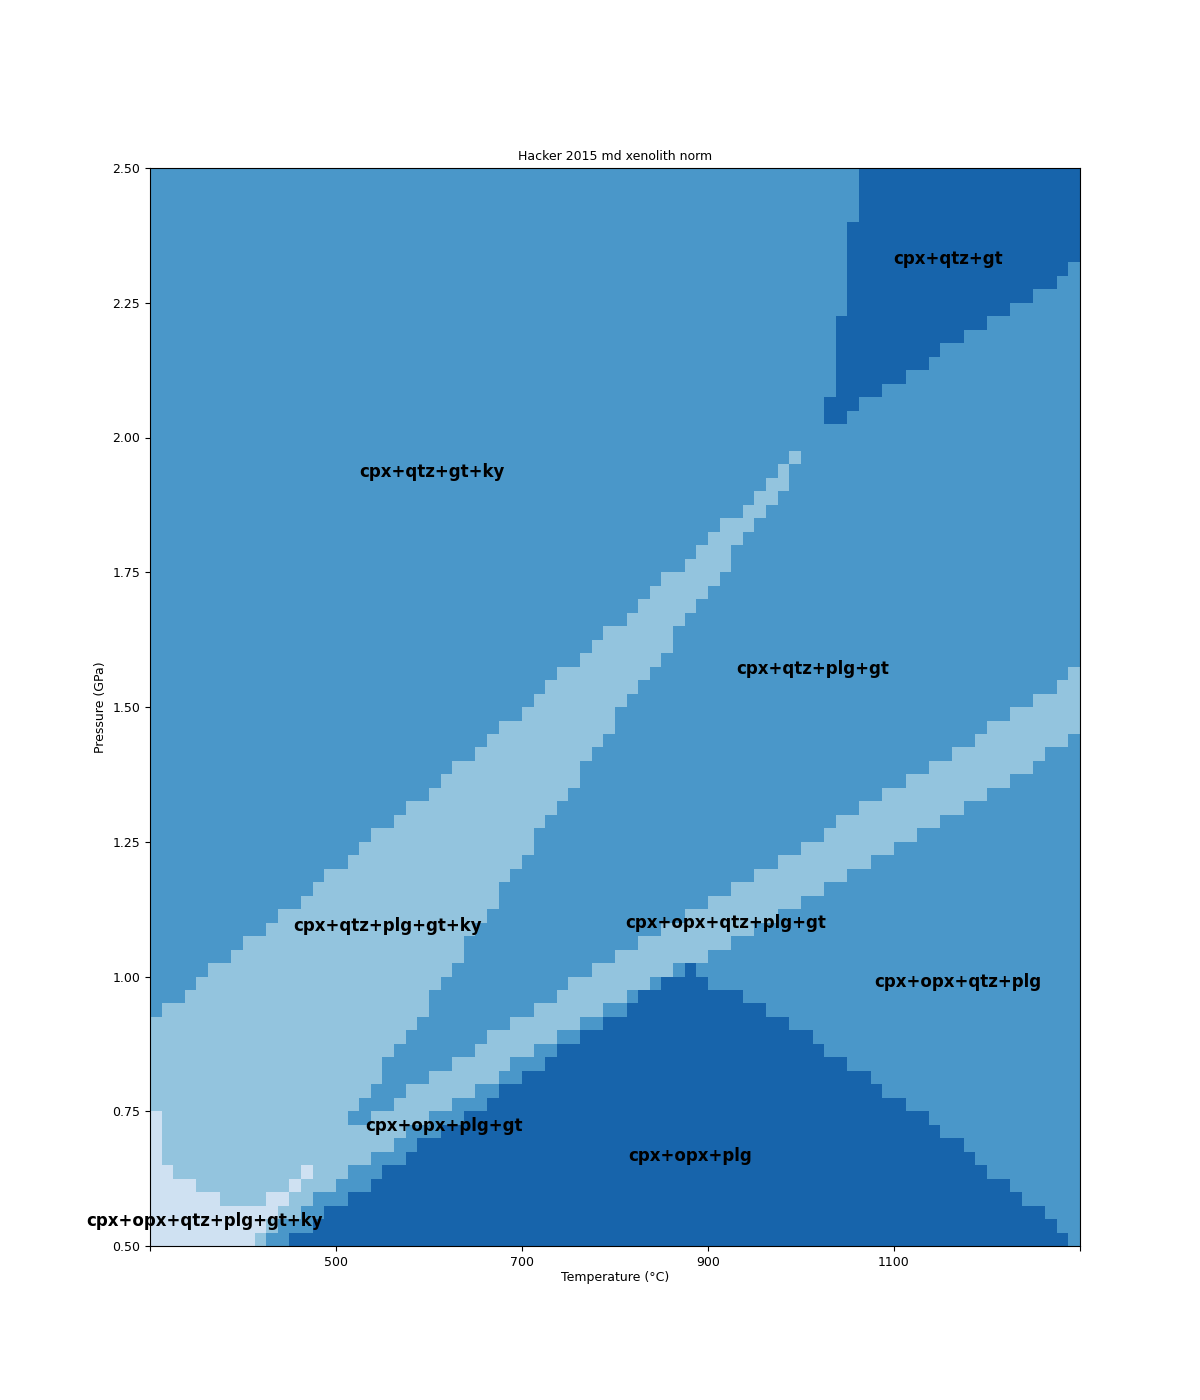 Hacker 2015 md xenolith norm
2.50
cpx+qtz+gt
2.25
2.00
cpx+qtz+gt+ky
1.75
cpx+qtz+plg+gt
Pressure (GPa)
1.50
1.25
cpx+qtz+plg+gt+ky
cpx+opx+qtz+plg+gt
1.00
cpx+opx+qtz+plg
0.75
cpx+opx+plg+gt
cpx+opx+plg
cpx+opx+qtz+plg+gt+ky
0.50
500 700 900 1100
Temperature (°C)